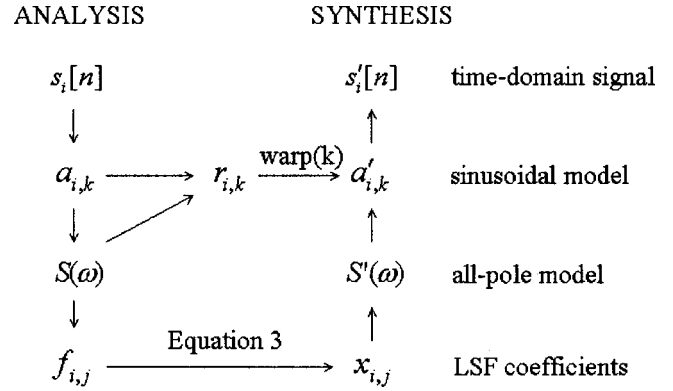 ANALYSIS SYNTHESIS
s_i[n] s′_i[n] time-domain signal
a_{i,k} r_{i,k} warp(k) a′_{i,k} sinusoidal model
S(ω) S'(ω) all-pole model
Equation 3
f_{i,j} x_{i,j} LSF coefficients